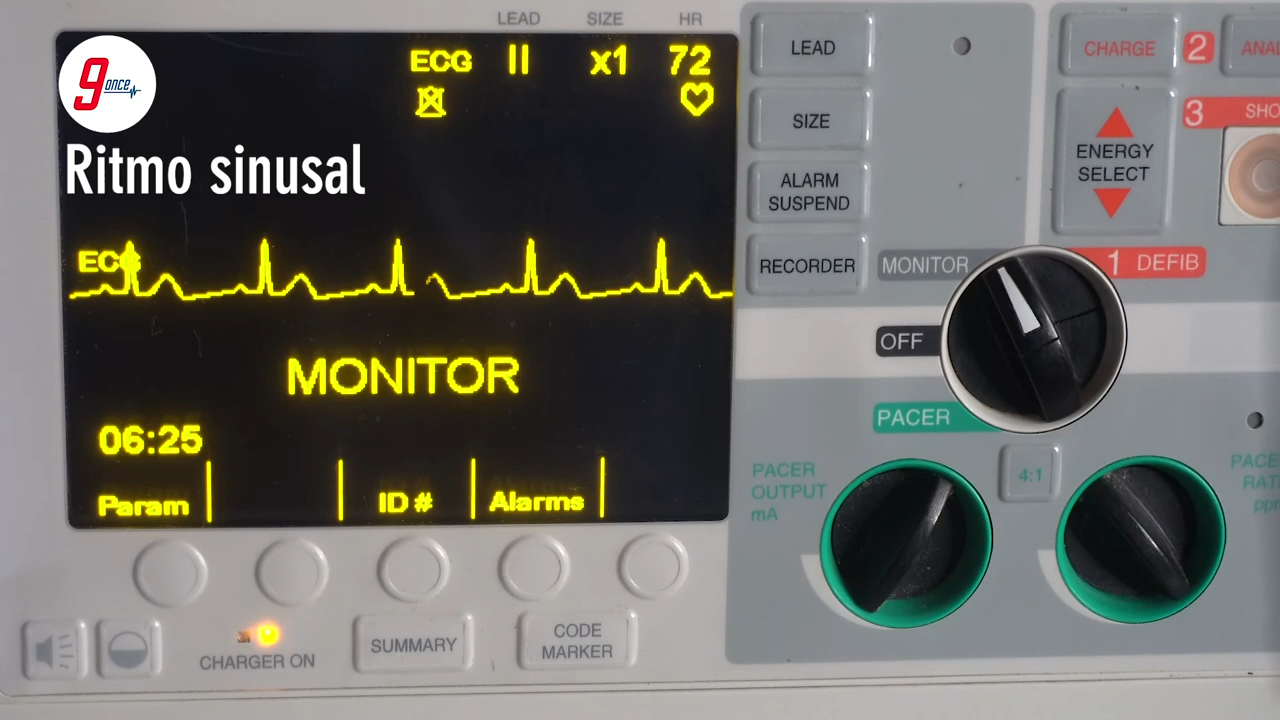 LEAD SIZE HR
ECG II x1 72
9 once
Ritmo sinusal
ECG
MONITOR
06:25
Param
ID #
Alarms
CHARGER ON
SUMMARY
CODE
MARKER
LEAD
SIZE
ALARM
SUSPEND
RECORDER
CHARGE
2
3
ENERGY
SELECT
MONITOR
1 DEFIB
OFF
PACER
PACER
OUTPUT
mA
4:1